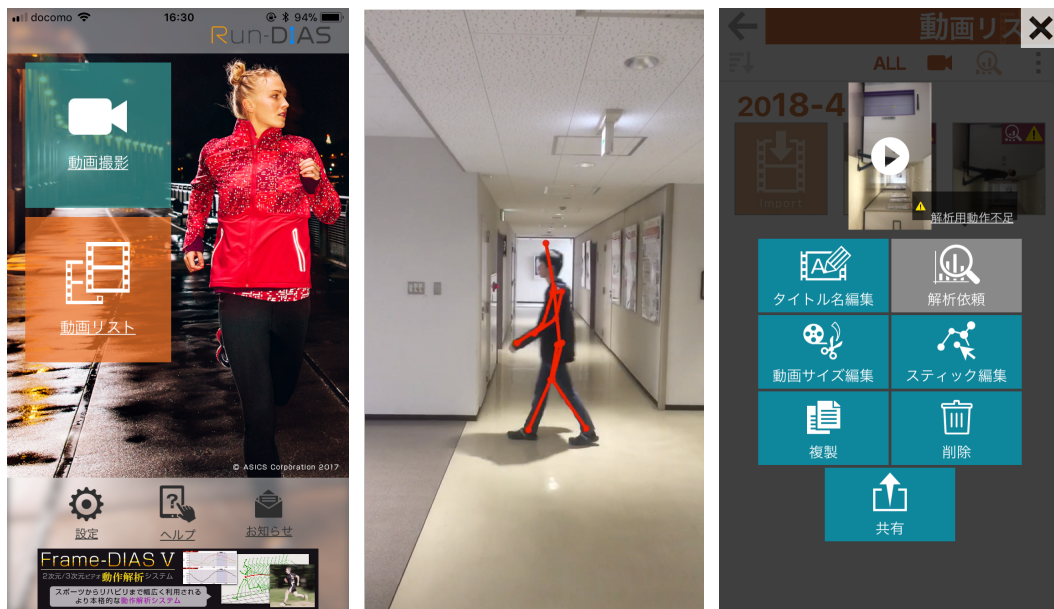 docomo 16:30 94%
Run-DIAS
動画撮影
動画リスト
© ASICS Corporation 2017
設定 ヘルプ お知らせ
Frame-DIAS V
2次元/3次元ビデオ動作解析システム
スポーツからリハビリまで幅広く利用される
より本格的な動作解析システム
動画リス
ALL
2018-4
Import
解析用動作不足
タイトル名編集 解析依頼
動画サイズ編集 スティック編集
複製 削除
共有